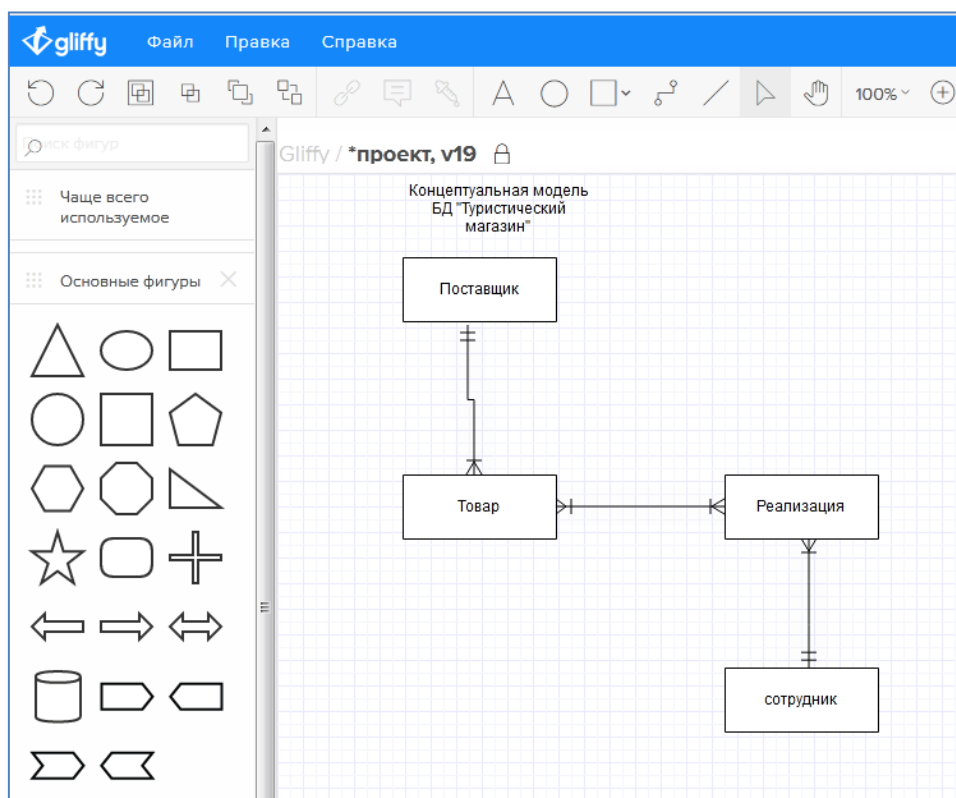 gliffy Файл Правка Справка
100%
Поиск фигур
Gliffy / *проект, v19
Чаще всего
используемое
Основные фигуры
Концептуальная модель
БД "Туристический
магазин"
Поставщик
Товар
Реализация
сотрудник